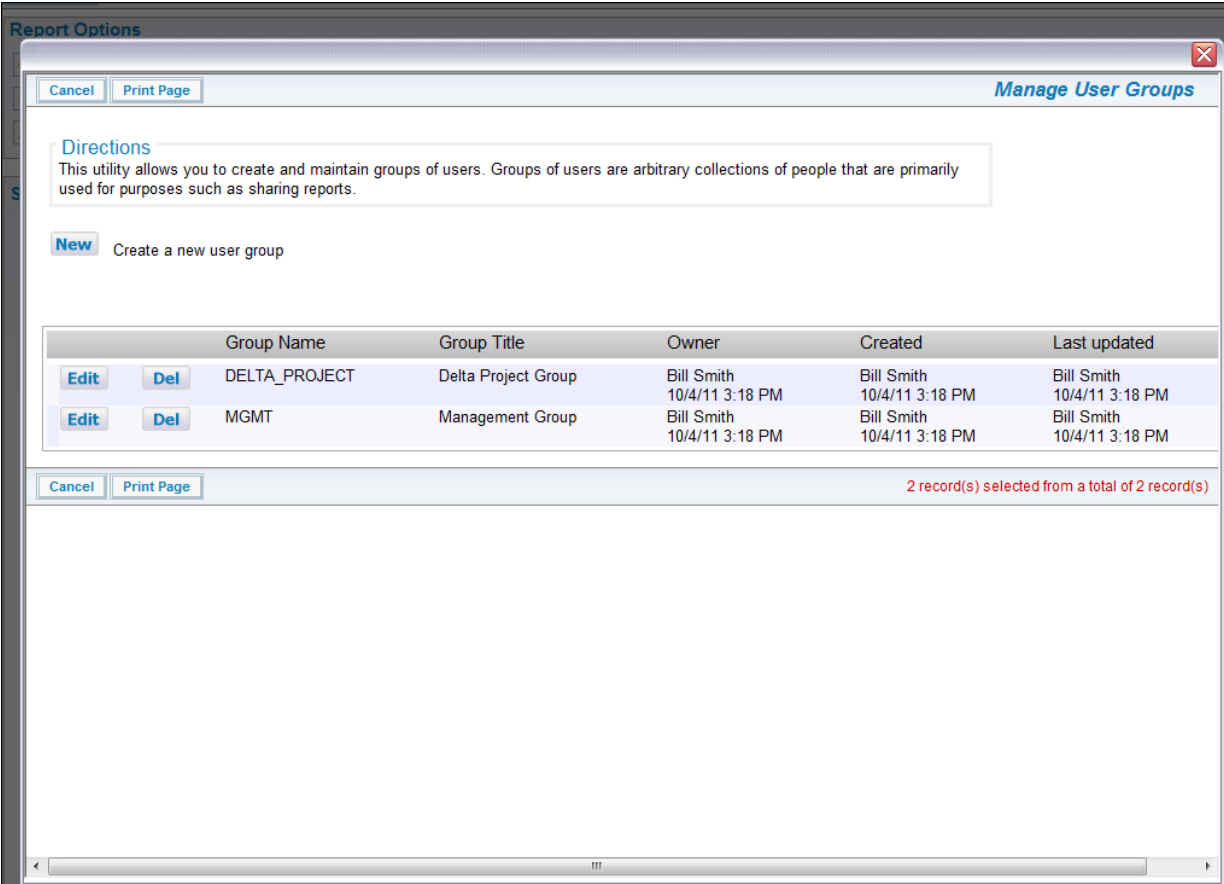 Report Options
Cancel Print Page Manage User Groups
Directions
This utility allows you to create and maintain groups of users. Groups of users are arbitrary collections of people that are primarily
used for purposes such as sharing reports.
New Create a new user group
Group Name Group Title Owner Created Last updated
Edit Del DELTA_PROJECT Delta Project Group Bill Smith Bill Smith Bill Smith
10/4/11 3:18 PM 10/4/11 3:18 PM 10/4/11 3:18 PM
Edit Del MGMT Management Group Bill Smith Bill Smith Bill Smith
10/4/11 3:18 PM 10/4/11 3:18 PM 10/4/11 3:18 PM
Cancel Print Page 2 record(s) selected from a total of 2 record(s)